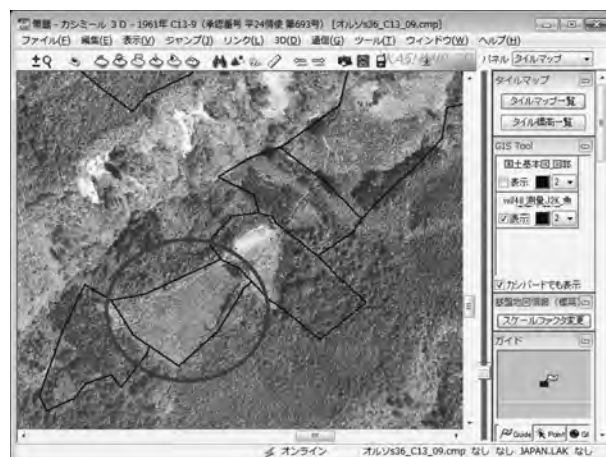 カシミール 3D - 1961年 C13-9 (承認番号 平24情使 第693号) [オルソs36_C13_09.cmp]
ファイル(F) 編集(E) 表示(V) ジャンプ(J) リンク(L) 3D(D) 通信(G) ツール(T) ウィンドウ(W) ヘルプ(H)
パネル タイルマップ
タイルマップ
タイルマップ一覧
タイル標高一覧
GIS Tool
国土基本図_図郭
表示 2
表示 2
カシバードでも表示
基盤地図情報 (標高)
スケールファクタ変更
ガイド
Guide Point GI
オンライン オルソs36_C13_09.cmp なし なし JAPAN.LAK なし